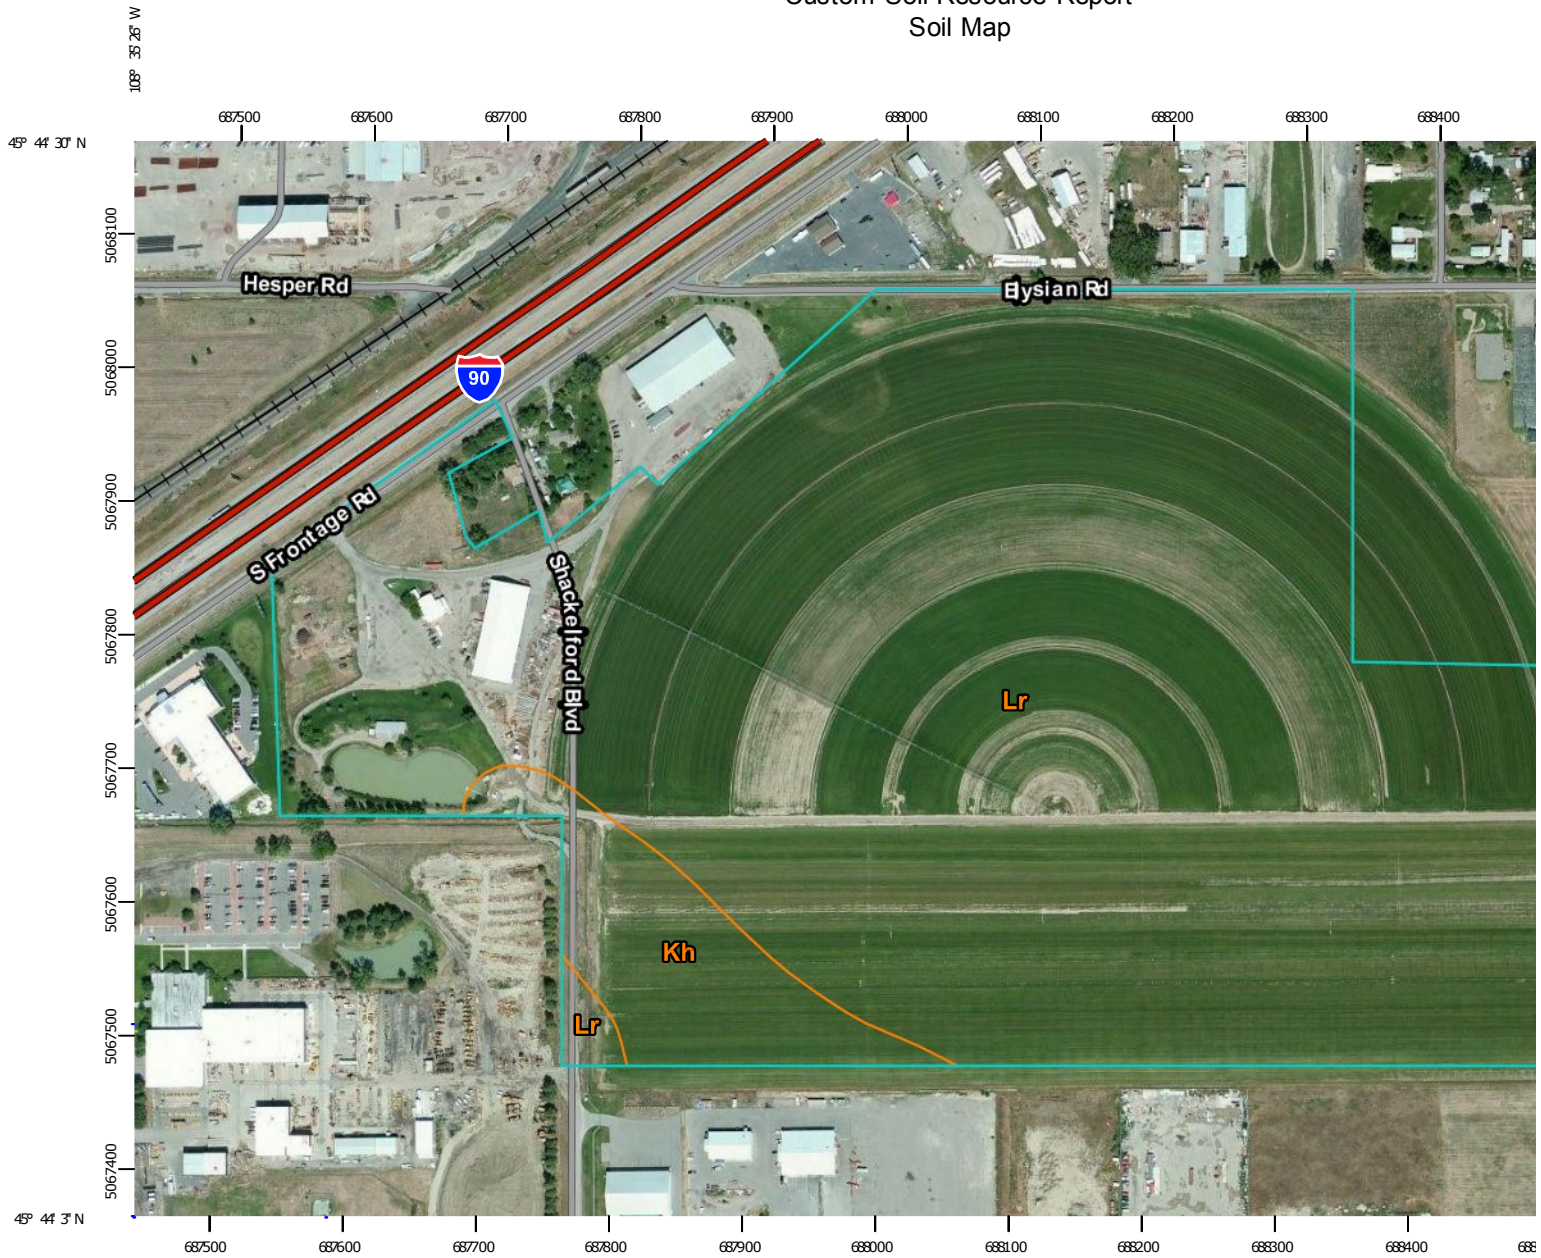 Custom Soil Resource Report
Soil Map
108° 35' 26" W
687500 687600 687700 687800 687900 688000 688100 688200 688300 688400
45° 44' 30" N
5068100
Hesper Rd
Elysian Rd
5068000
90
5067900
S Frontage Rd
Shackelford Blvd
5067800
Lr
5067700
5067600
Kh
5067500
Lr
5067400
45° 44' 3" N
687500 687600 687700 687800 687900 688000 688100 688200 688300 688400